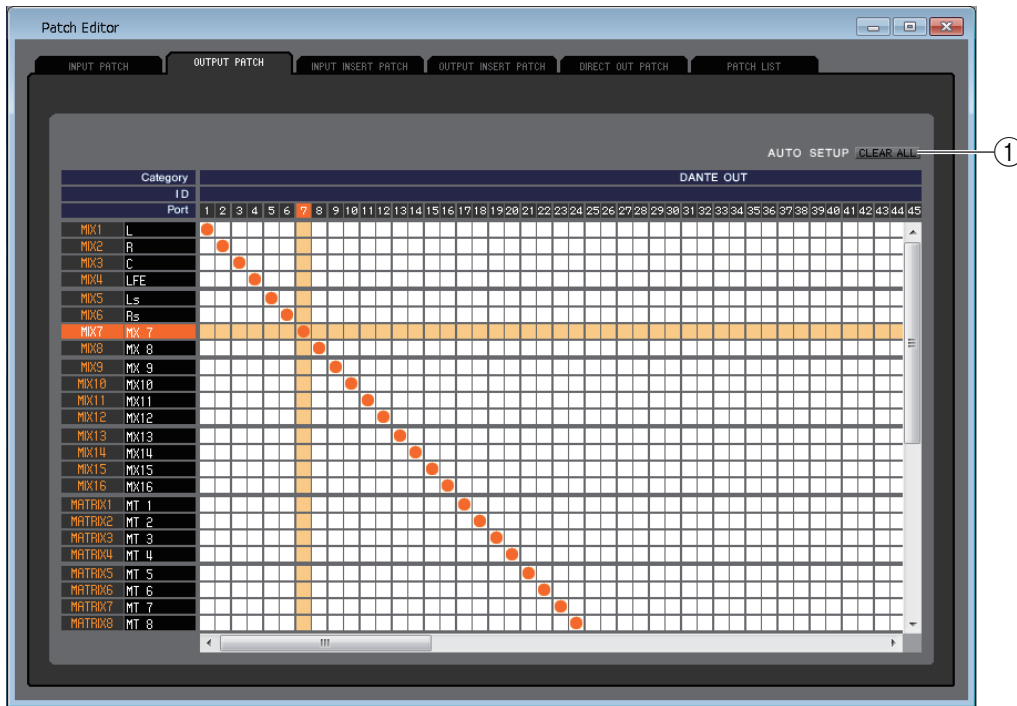 Patch Editor
INPUT PATCH OUTPUT PATCH INPUT INSERT PATCH OUTPUT INSERT PATCH DIRECT OUT PATCH PATCH LIST
AUTO SETUP CLEAR ALL 1
Category DANTE OUT
ID
Port 1 2 3 4 5 6 7 8 9 10 11 12 13 14 15 16 17 18 19 20 21 22 23 24 25 26 27 28 29 30 31 32 33 34 35 36 37 38 39 40 41 42 43 44 45
MIX1 L
MIX2 R
MIX3 C
MIX4 LFE
MIX5 Ls
MIX6 Rs
MIX7 MX 7
MIX8 MX 8
MIX9 MX 9
MIX10 MX10
MIX11 MX11
MIX12 MX12
MIX13 MX13
MIX14 MX14
MIX15 MX15
MIX16 MX16
MATRIX1 MT 1
MATRIX2 MT 2
MATRIX3 MT 3
MATRIX4 MT 4
MATRIX5 MT 5
MATRIX6 MT 6
MATRIX7 MT 7
MATRIX8 MT 8